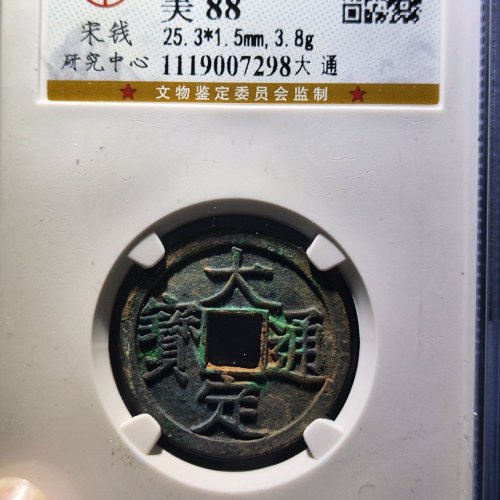 美 88
宋钱
25.3*1.5mm, 3.8g
研究中心
1119007298大 通
★ 文物鉴定委员会监制 ★
大
寶 通
定